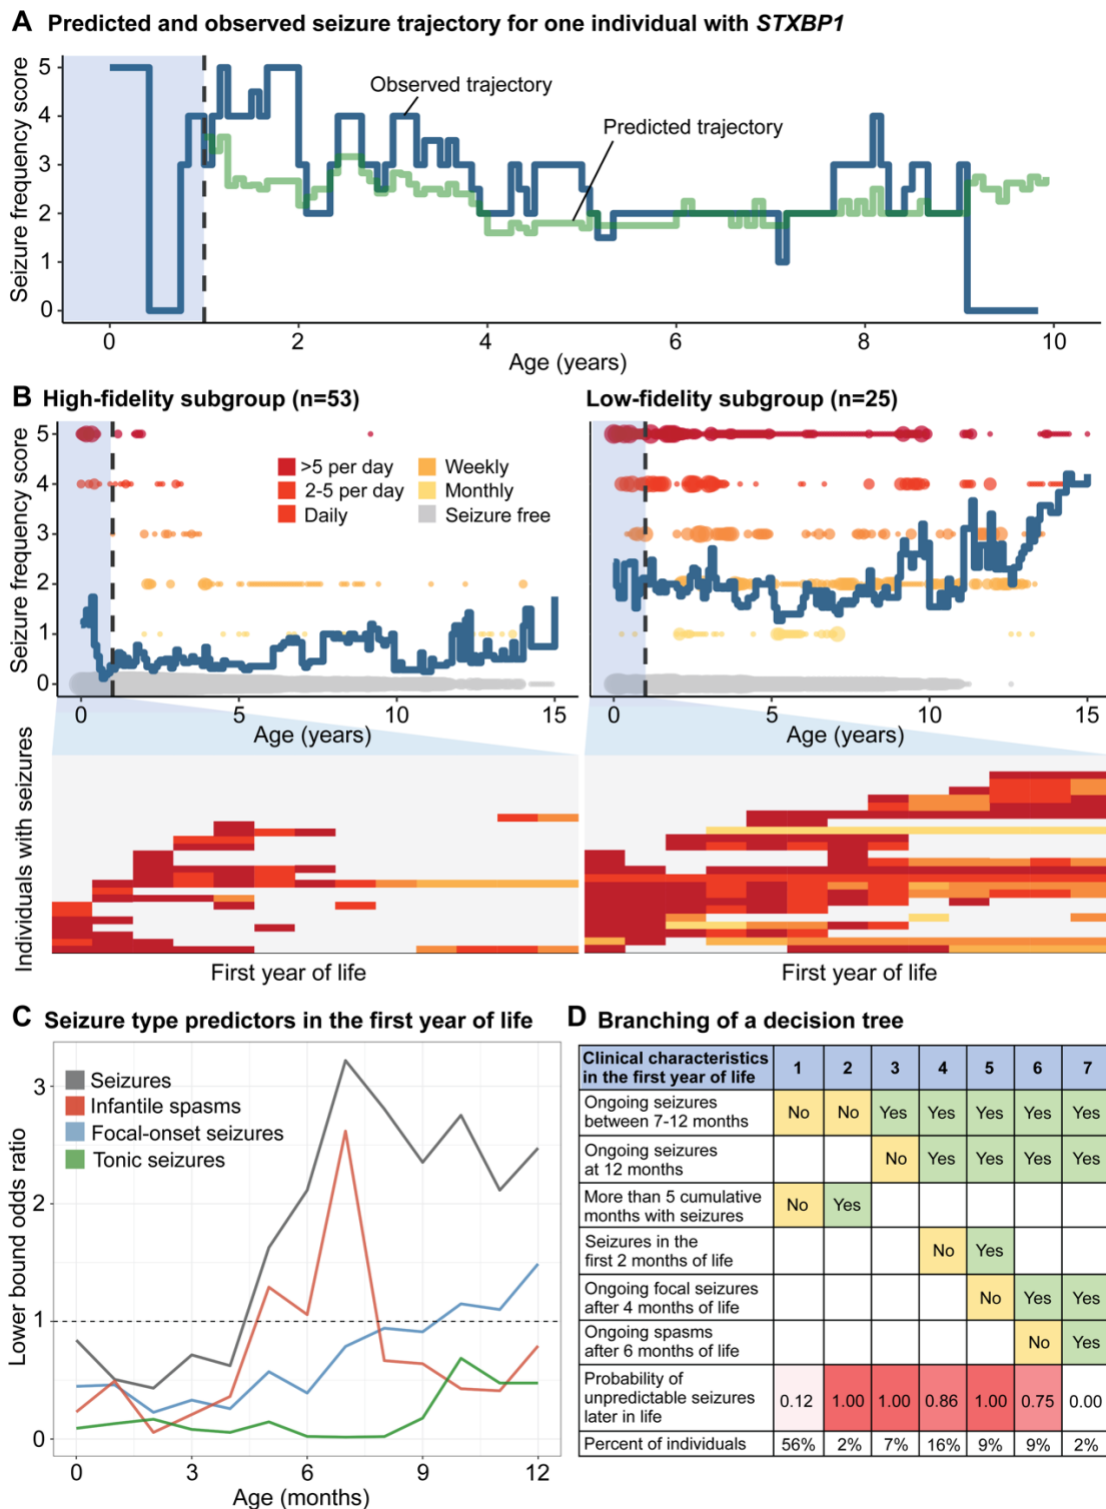 A Predicted and observed seizure trajectory for one individual with STXBP1
Seizure frequency score
5
4
3
2
1
0
Observed trajectory
Predicted trajectory
0 2 4 6 8 10
Age (years)
B High-fidelity subgroup (n=53)
Seizure frequency score
5
4
3
2
1
0
>5 per day
2-5 per day
Daily
Weekly
Monthly
Seizure free
0 5 10 15
Age (years)
Low-fidelity subgroup (n=25)
5
4
3
2
1
0
0 5 10 15
Age (years)
Individuals with seizures
First year of life
First year of life
C Seizure type predictors in the first year of life
Lower bound odds ratio
3
2
1
0
Seizures
Infantile spasms
Focal-onset seizures
Tonic seizures
0 3 6 9 12
Age (months)
D Branching of a decision tree
Clinical characteristics
in the first year of life
1 2 3 4 5 6 7
Ongoing seizures
between 7-12 months
No No Yes Yes Yes Yes Yes
Ongoing seizures
at 12 months
No Yes Yes Yes Yes
More than 5 cumulative
months with seizures
No Yes
Seizures in the
first 2 months of life
No Yes
Ongoing focal seizures
after 4 months of life
No Yes Yes
Ongoing spasms
after 6 months of life
No Yes
Probability of
unpredictable seizures
later in life
0.12 1.00 1.00 0.86 1.00 0.75 0.00
Percent of individuals
56% 2% 7% 16% 9% 9% 2%